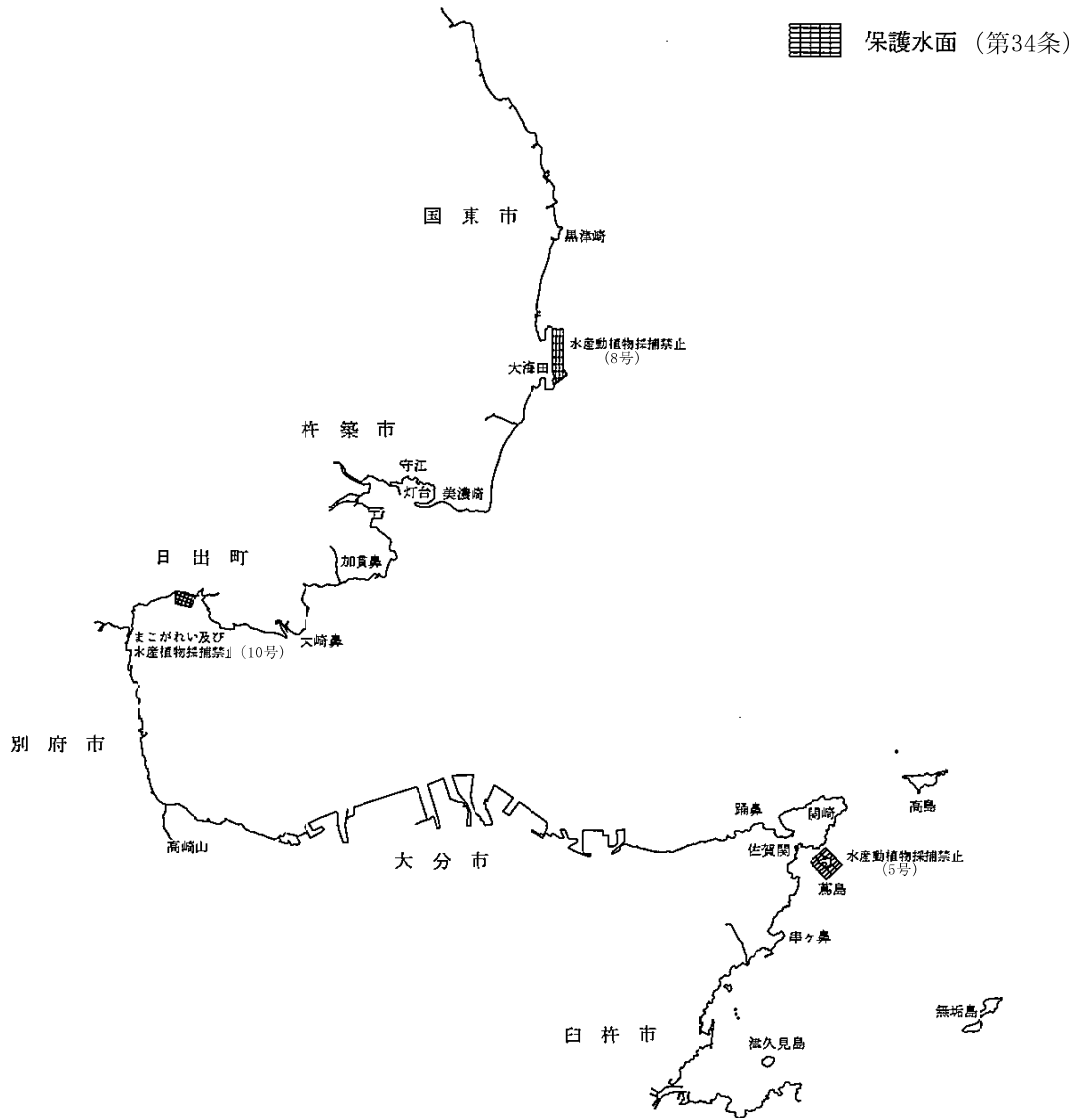 保護水面（第34条）
国東市
黒津崎
水産動植物採捕禁止
(8号)
大海田
杵築市
守江
灯台
美濃崎
日出町
加貫鼻
大崎鼻
まこがれい及び
水産植物採捕禁止(10号)
別府市
高崎山
大分市
踊鼻
関崎
高島
佐賀関
水産動植物採捕禁止
(5号)
蔦島
串ヶ鼻
臼杵市
無垢島
津久見島